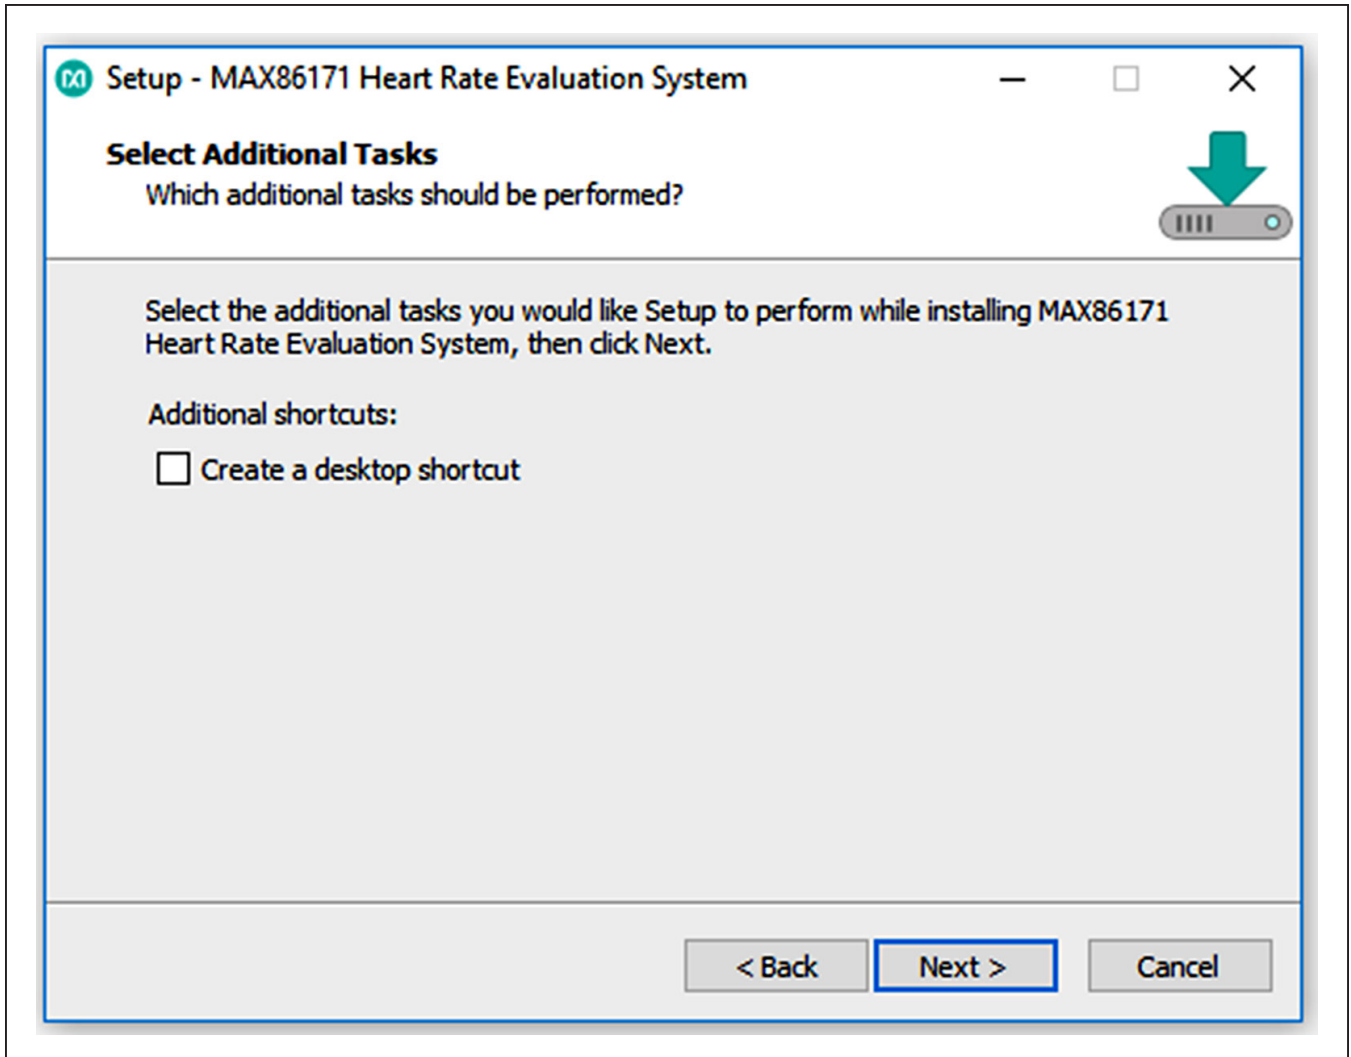 Setup - MAX86171 Heart Rate Evaluation System
Select Additional Tasks
Which additional tasks should be performed?
Select the additional tasks you would like Setup to perform while installing MAX86171
Heart Rate Evaluation System, then click Next.
Additional shortcuts:
Create a desktop shortcut
< Back
Next >
Cancel